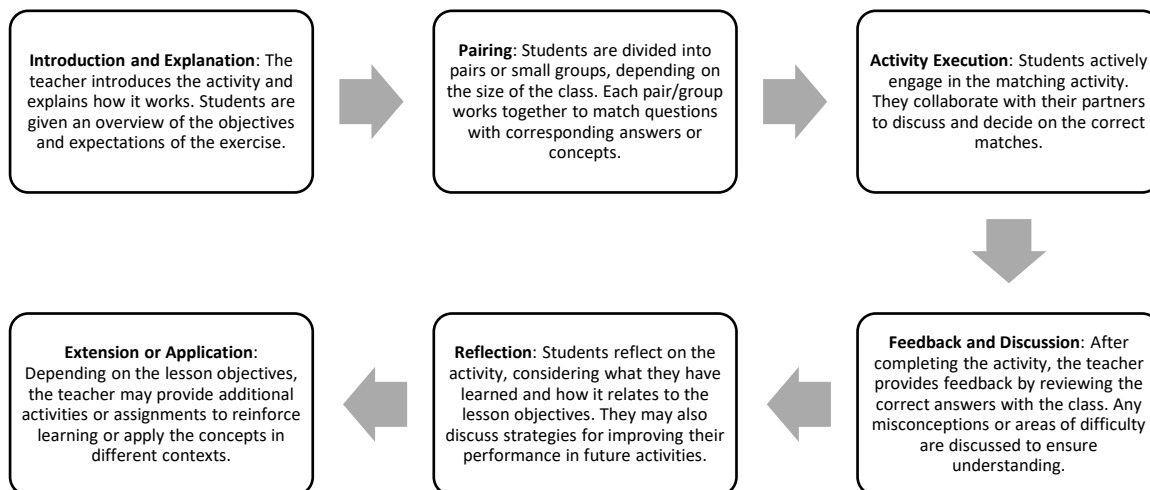 Introduction and Explanation: The
teacher introduces the activity and
explains how it works. Students are
given an overview of the objectives
and expectations of the exercise.
Pairing: Students are divided into
pairs or small groups, depending on
the size of the class. Each pair/group
works together to match questions
with corresponding answers or
concepts.
Activity Execution: Students actively
engage in the matching activity.
They collaborate with their partners
to discuss and decide on the correct
matches.
Feedback and Discussion: After
completing the activity, the teacher
provides feedback by reviewing the
correct answers with the class. Any
misconceptions or areas of difficulty
are discussed to ensure
understanding.
Reflection: Students reflect on the
activity, considering what they have
learned and how it relates to the
lesson objectives. They may also
discuss strategies for improving their
performance in future activities.
Extension or Application:
Depending on the lesson objectives,
the teacher may provide additional
activities or assignments to reinforce
learning or apply the concepts in
different contexts.